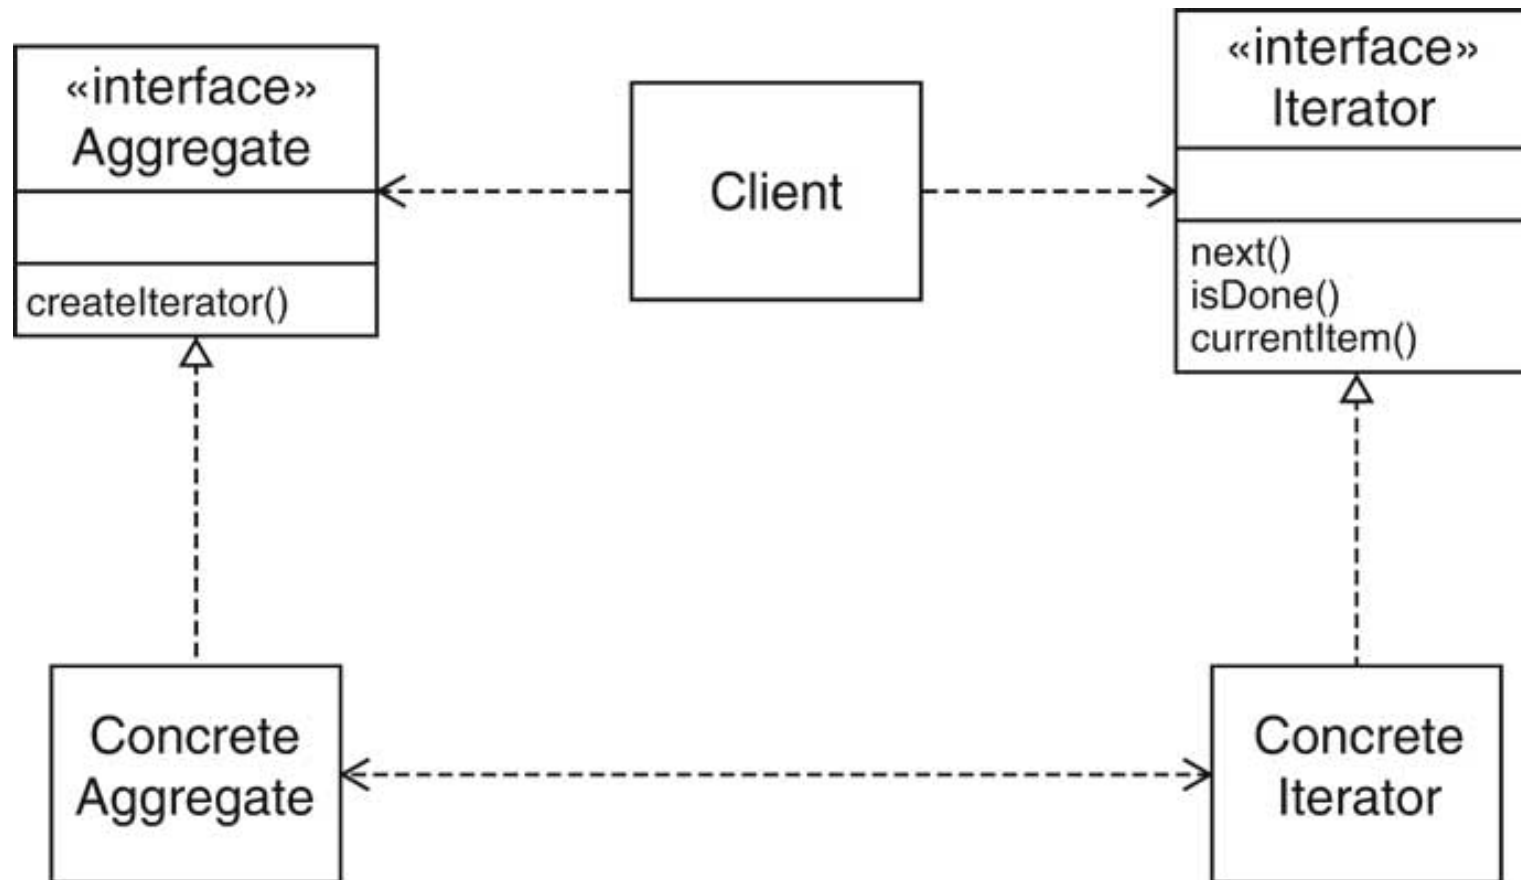 «interface»
Aggregate
createIterator()
Client
«interface»
Iterator
next()
isDone()
currentItem()
Concrete
Aggregate
Concrete
Iterator